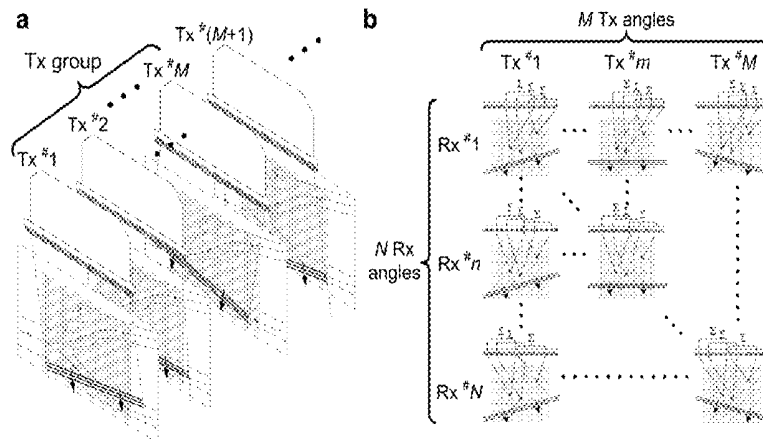 a
Tx group
Tx #1
Tx #2
Tx #M
Tx #(M+1)
b
M Tx angles
Tx #1
Tx #m
Tx #M
N Rx
angles
Rx #1
Rx #n
Rx #N